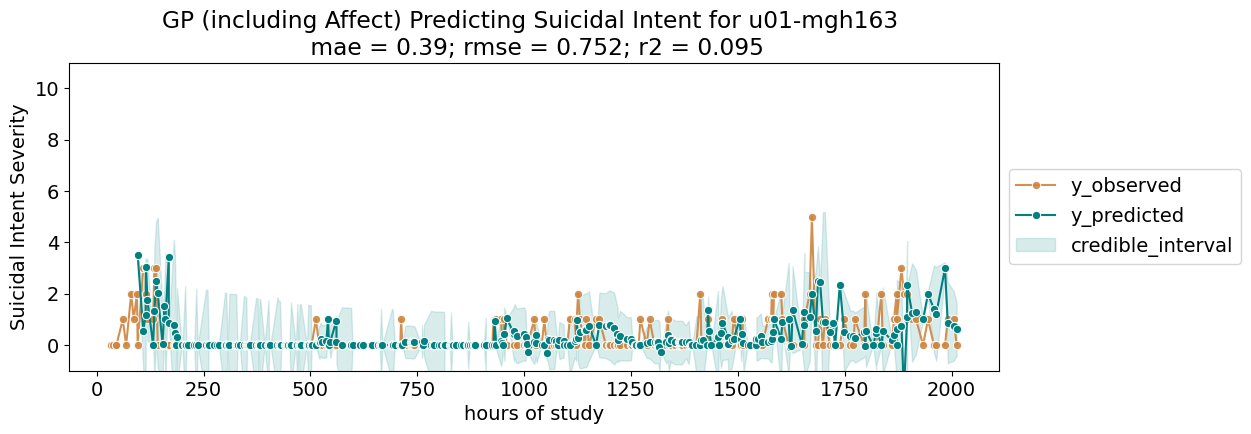 GP (including Affect) Predicting Suicidal Intent for u01-mgh163
mae = 0.39; rmse = 0.752; r2 = 0.095
Suicidal Intent Severity
10
8
6
4
2
0
0 250 500 750 1000 1250 1500 1750 2000
hours of study
y_observed
y_predicted
credible_interval